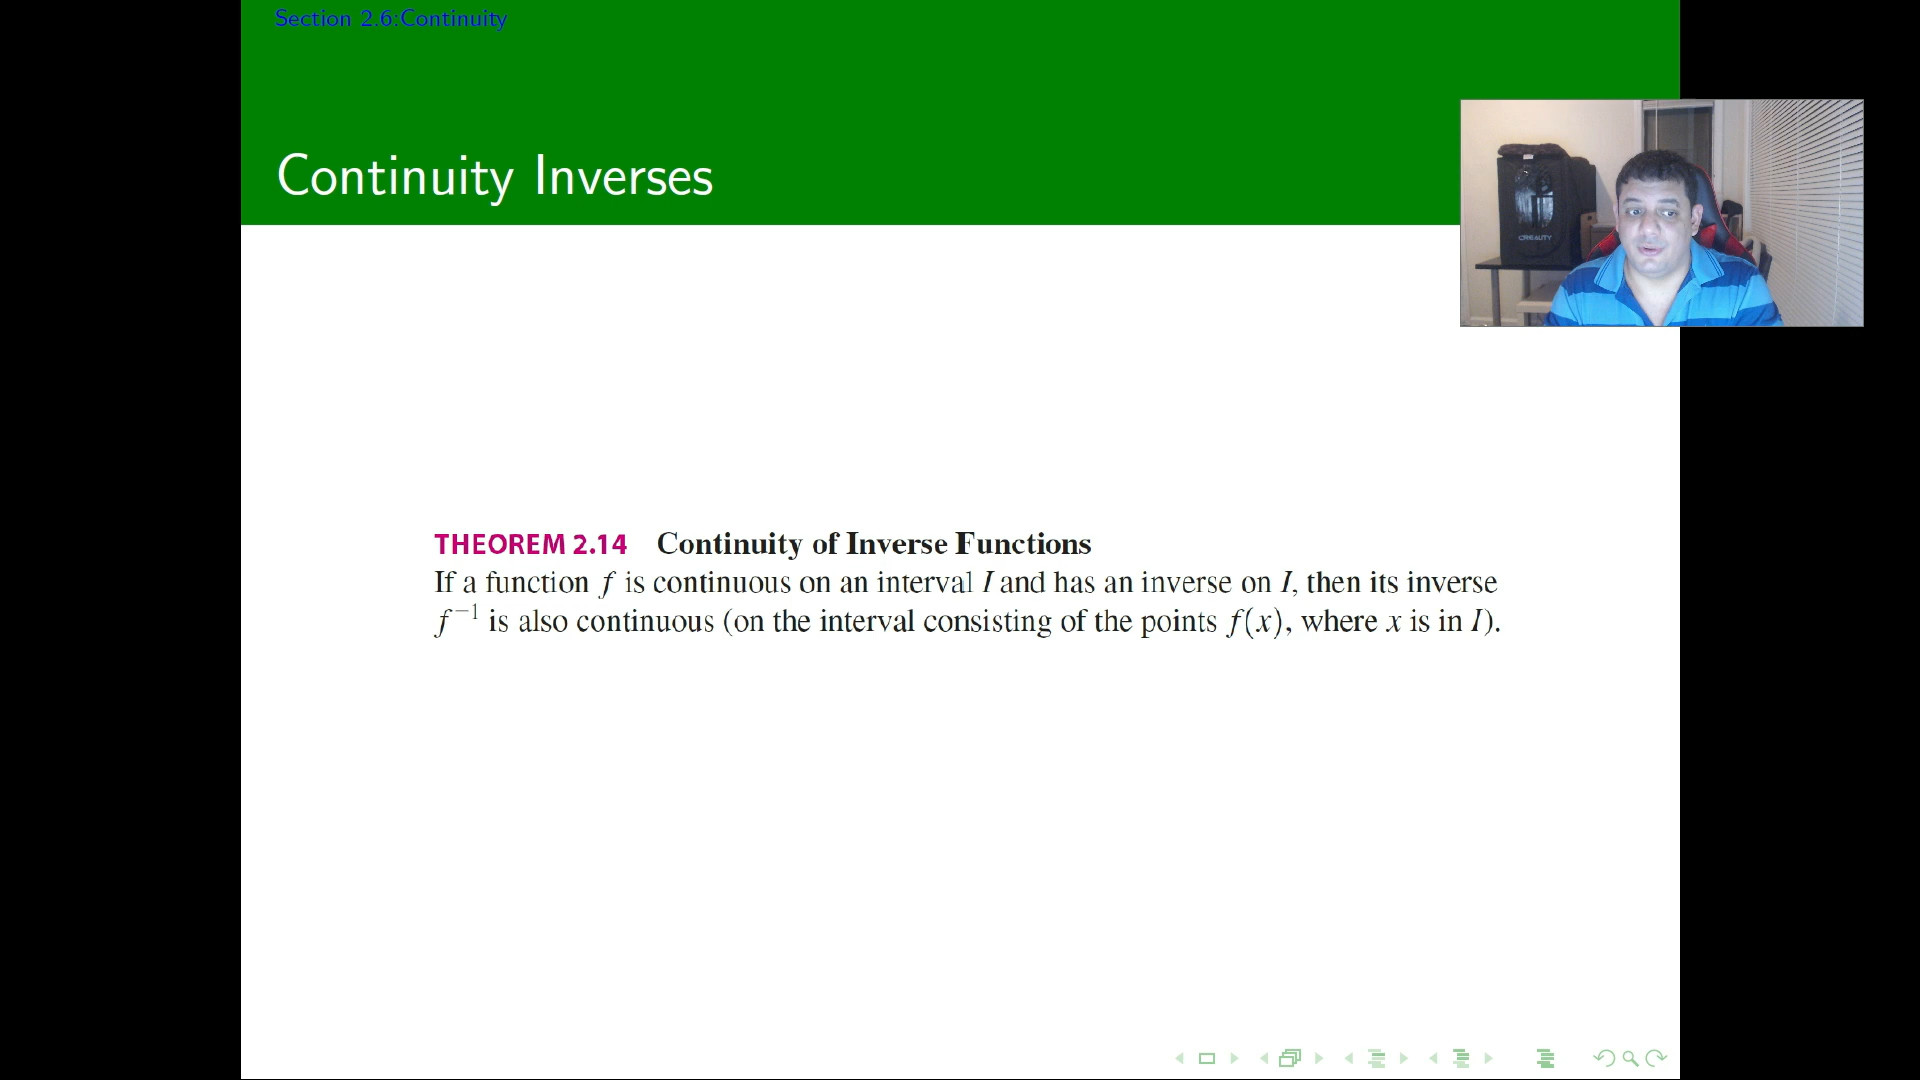 Section 2.6:Continuity
Continuity Inverses
CREALITY
THEOREM 2.14 Continuity of Inverse Functions
If a function f is continuous on an interval I and has an inverse on I, then its inverse
f⁻¹ is also continuous (on the interval consisting of the points f(x), where x is in I).